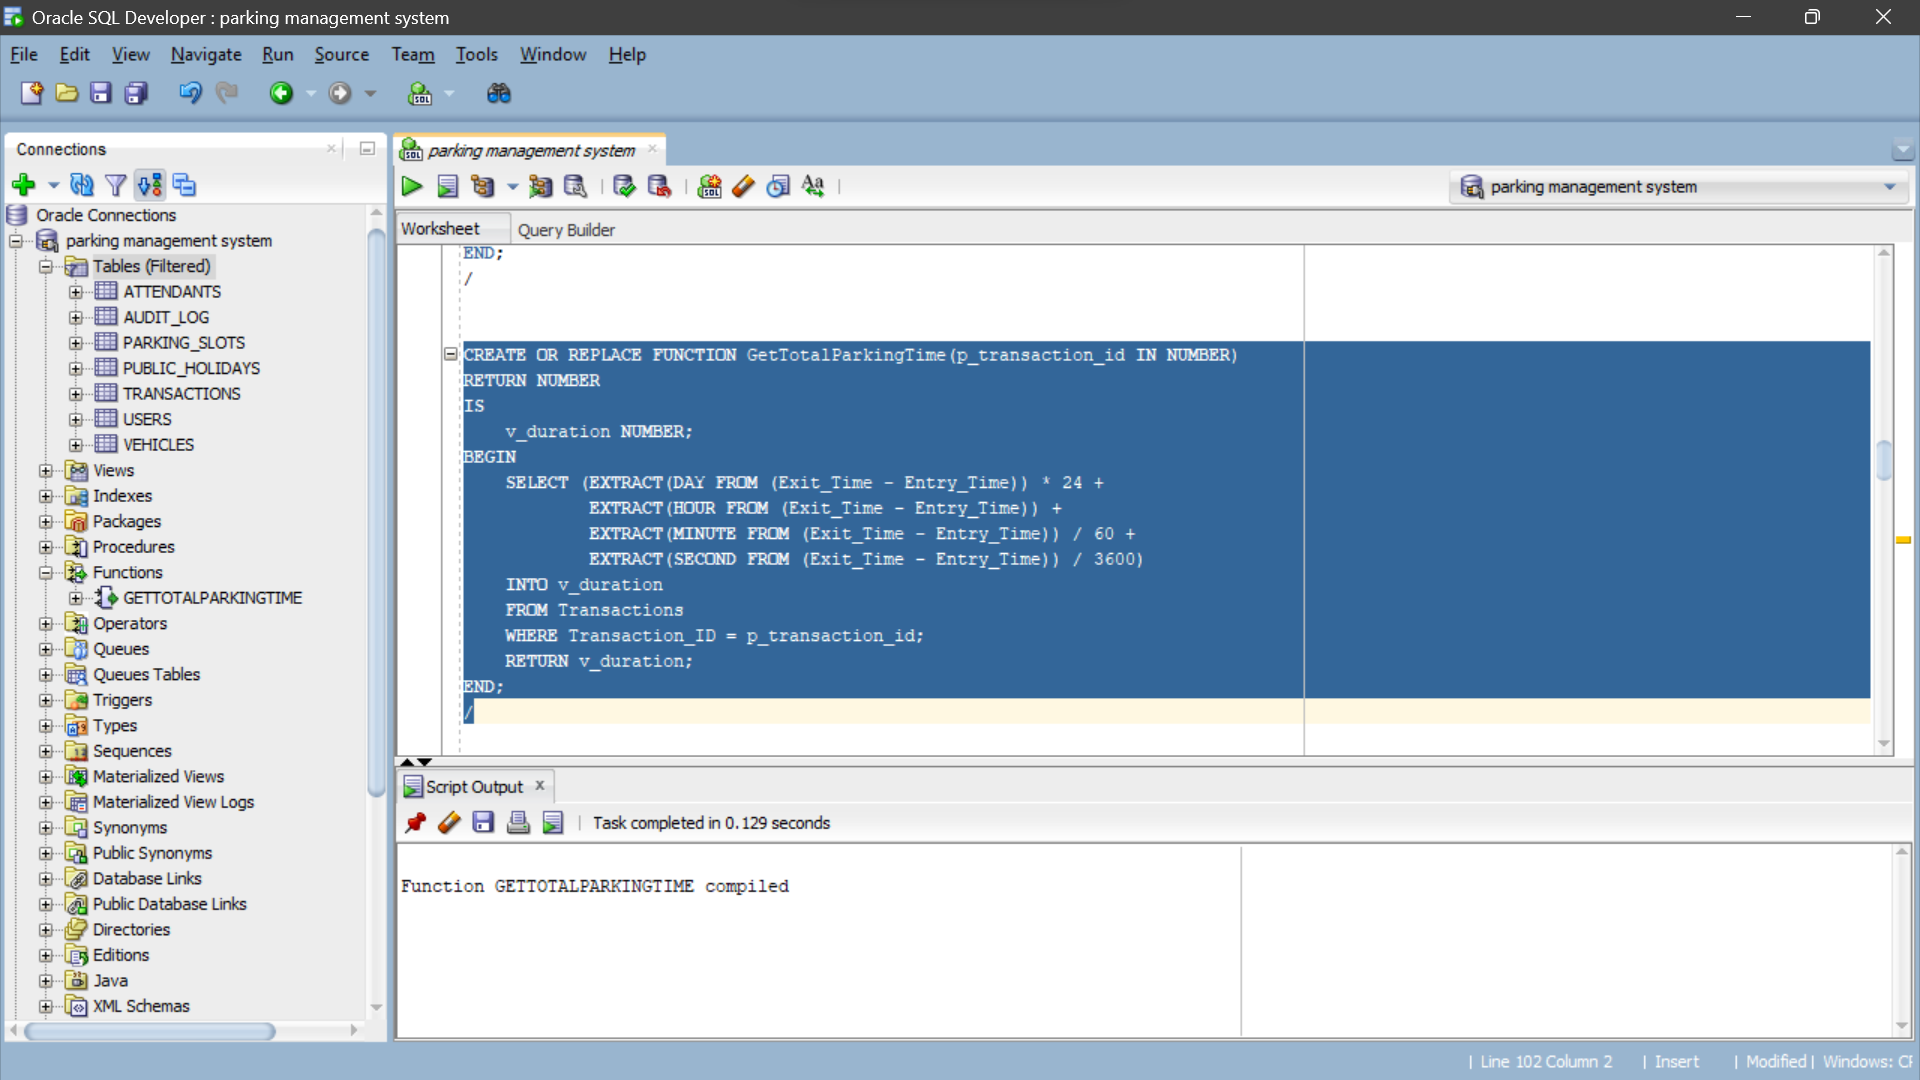 Oracle SQL Developer : parking management system
File Edit View Navigate Run Source Team Tools Window Help
Connections
Oracle Connections
parking management system
Tables (Filtered)
ATTENDANTS
AUDIT_LOG
PARKING_SLOTS
PUBLIC_HOLIDAYS
TRANSACTIONS
USERS
VEHICLES
Views
Indexes
Packages
Procedures
Functions
GETTOTALPARKINGTIME
Operators
Queues
Queues Tables
Triggers
Types
Sequences
Materialized Views
Materialized View Logs
Synonyms
Public Synonyms
Database Links
Public Database Links
Directories
Editions
Java
XML Schemas
parking management system
parking management system
Worksheet Query Builder
END;
/
CREATE OR REPLACE FUNCTION GetTotalParkingTime(p_transaction_id IN NUMBER)
RETURN NUMBER
IS
    v_duration NUMBER;
BEGIN
    SELECT (EXTRACT(DAY FROM (Exit_Time - Entry_Time)) * 24 +
            EXTRACT(HOUR FROM (Exit_Time - Entry_Time)) +
            EXTRACT(MINUTE FROM (Exit_Time - Entry_Time)) / 60 +
            EXTRACT(SECOND FROM (Exit_Time - Entry_Time)) / 3600)
    INTO v_duration
    FROM Transactions
    WHERE Transaction_ID = p_transaction_id;
    RETURN v_duration;
END;
/
Script Output
Task completed in 0.129 seconds
Function GETTOTALPARKINGTIME compiled
| Line 102 Column 2 | Insert | Modified | Windows: CR